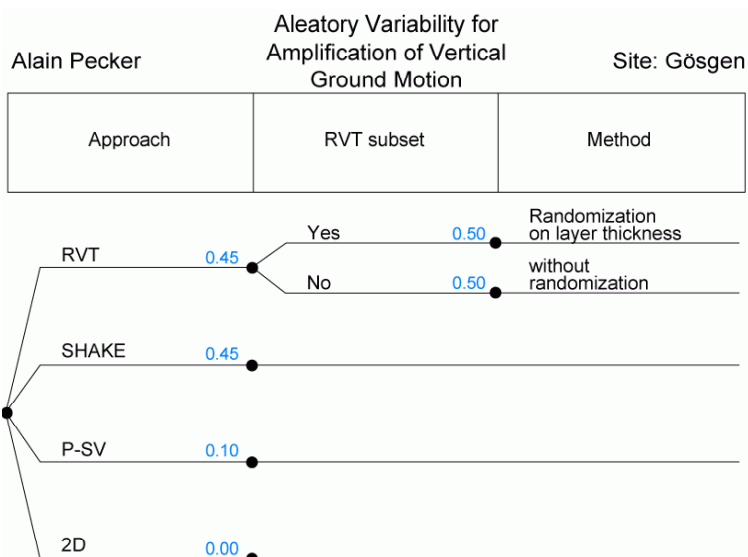 Aleatory Variability for
Amplification of Vertical
Ground Motion
Alain Pecker
Site: Gösgen
Approach
RVT subset
Method
RVT 0.45
Yes 0.50
Randomization
on layer thickness
No 0.50
without
randomization
SHAKE 0.45
P-SV 0.10
2D 0.00